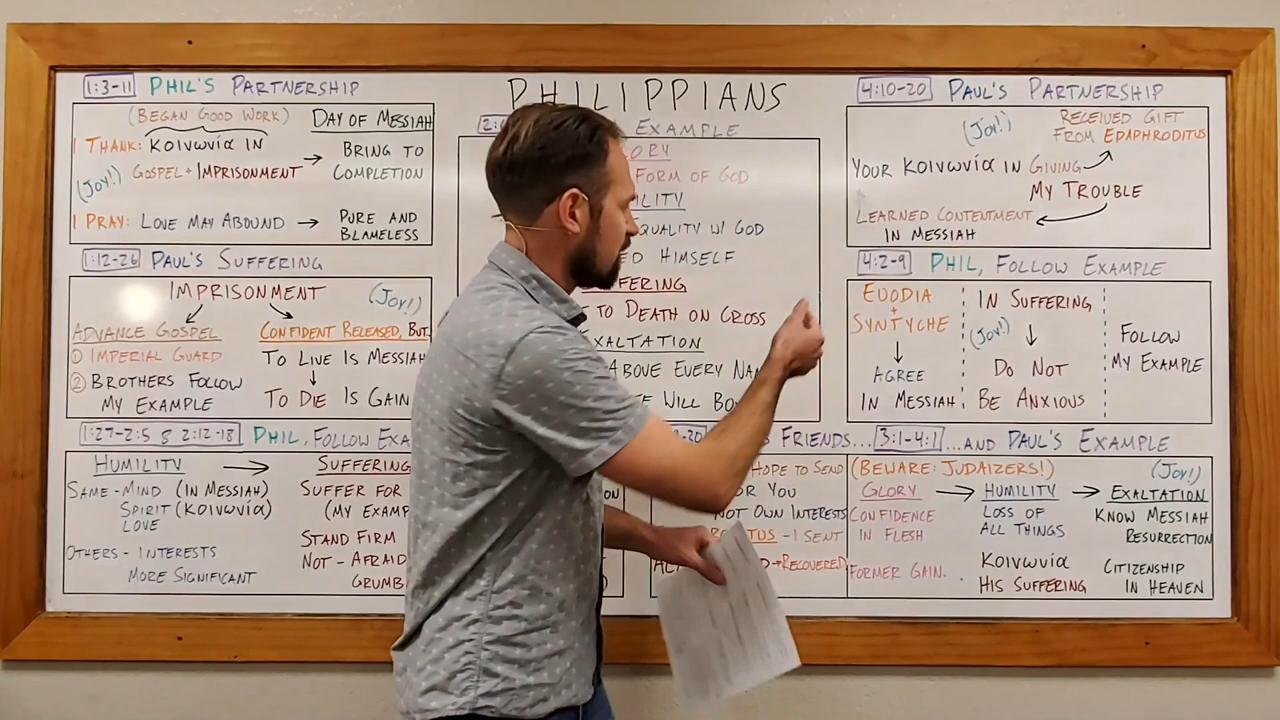 PHILIPPIANS
1:3-11 PHIL'S PARTNERSHIP
(BEGAN GOOD WORK)
DAY OF MESSIAH
I THANK: Κοινωνία IN
GOSPEL + IMPRISONMENT
(JOY!)
→ BRING TO
COMPLETION
I PRAY: LOVE MAY ABOUND → PURE AND
BLAMELESS
1:12-26 PAUL'S SUFFERING
IMPRISONMENT
(JOY!)
ADVANCE GOSPEL
① IMPERIAL GUARD
② BROTHERS FOLLOW
MY EXAMPLE
CONFIDENT RELEASED, BUT
TO LIVE IS MESSIAH
TO DIE IS GAIN
1:27-2:5 & 2:12-18 PHIL, FOLLOW
HUMILITY →
SAME-MIND (IN MESSIAH)
SPIRIT (Κοινωνία)
LOVE
OTHERS - INTERESTS
MORE SIGNIFICANT
SUFFERING
SUFFER FOR
(MY
STAND FIRM
NOT - AFRAID
EXAMPLE
FORM OF GOD
EQUALITY W/ GOD
HIMSELF
TO DEATH ON CROSS
ABOVE EVERY
WILL
FRIENDS...
HOPE TO SEND
YOU
NOT OWN INTERESTS
- I SENT
→ RECOVERED
4:10-20 PAUL'S PARTNERSHIP
(JOY!)
RECEIVED GIFT
FROM EPAPHRODITUS
YOUR Κοινωνία IN GIVING
MY TROUBLE
LEARNED CONTENTMENT
IN MESSIAH
4:2-9 PHIL, FOLLOW EXAMPLE
EUODIA
+
SYNTYCHE
AGREE
IN MESSIAH
IN SUFFERING
(JOY!)
DO NOT
BE ANXIOUS
FOLLOW
MY EXAMPLE
3:1-4:1 ...AND PAUL'S EXAMPLE
(BEWARE: JUDAIZERS!)
(JOY!)
GLORY → HUMILITY → EXALTATION
CONFIDENCE
IN FLESH
FORMER GAIN.
LOSS OF
ALL THINGS
Κοινωνία
HIS SUFFERING
KNOW MESSIAH
RESURRECTION
CITIZENSHIP
IN HEAVEN